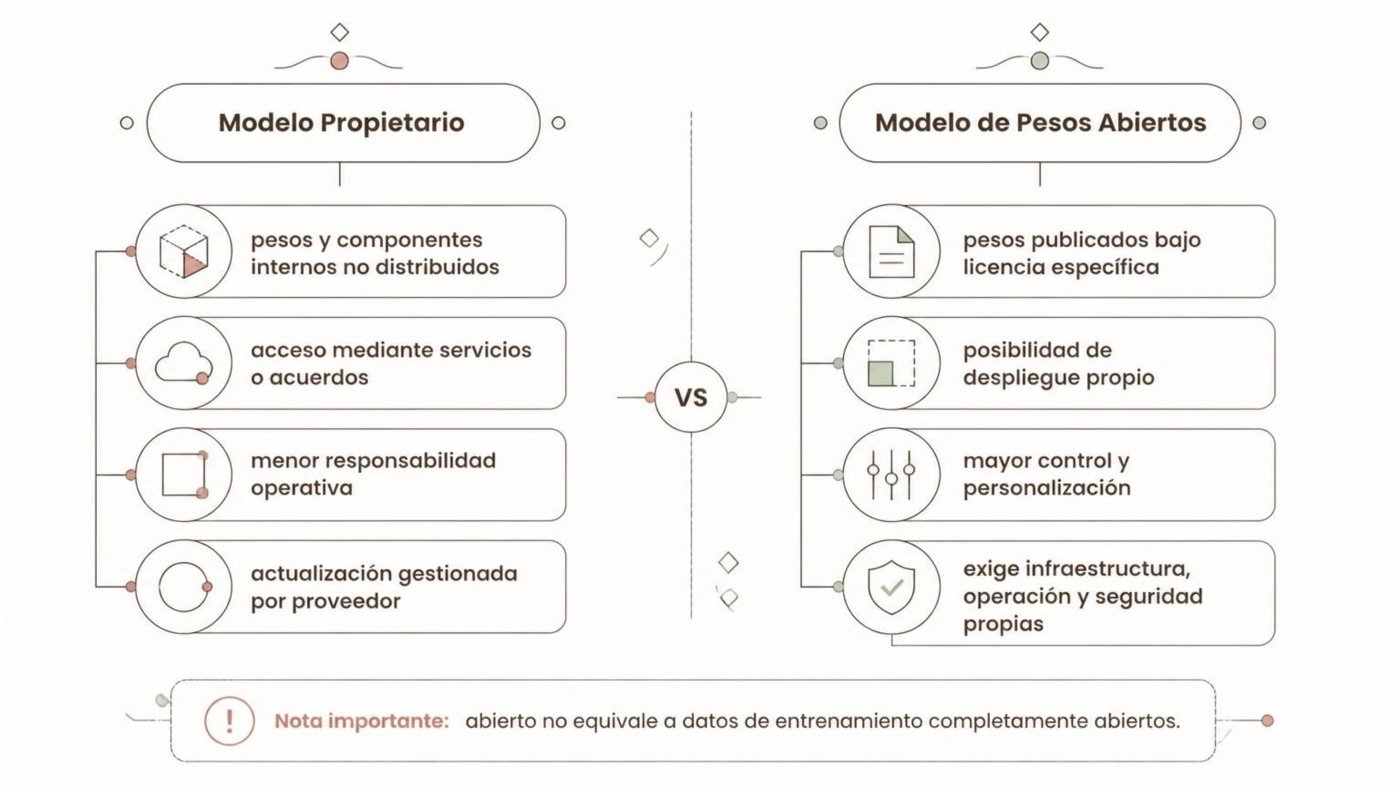 Modelo Propietario
pesos y componentes
internos no distribuidos
acceso mediante servicios
o acuerdos
menor responsabilidad
operativa
actualización gestionada
por proveedor
VS
Modelo de Pesos Abiertos
pesos publicados bajo
licencia específica
posibilidad de
despliegue propio
mayor control y
personalización
exige infraestructura,
operación y seguridad
propias
! Nota importante: abierto no equivale a datos de entrenamiento completamente abiertos.